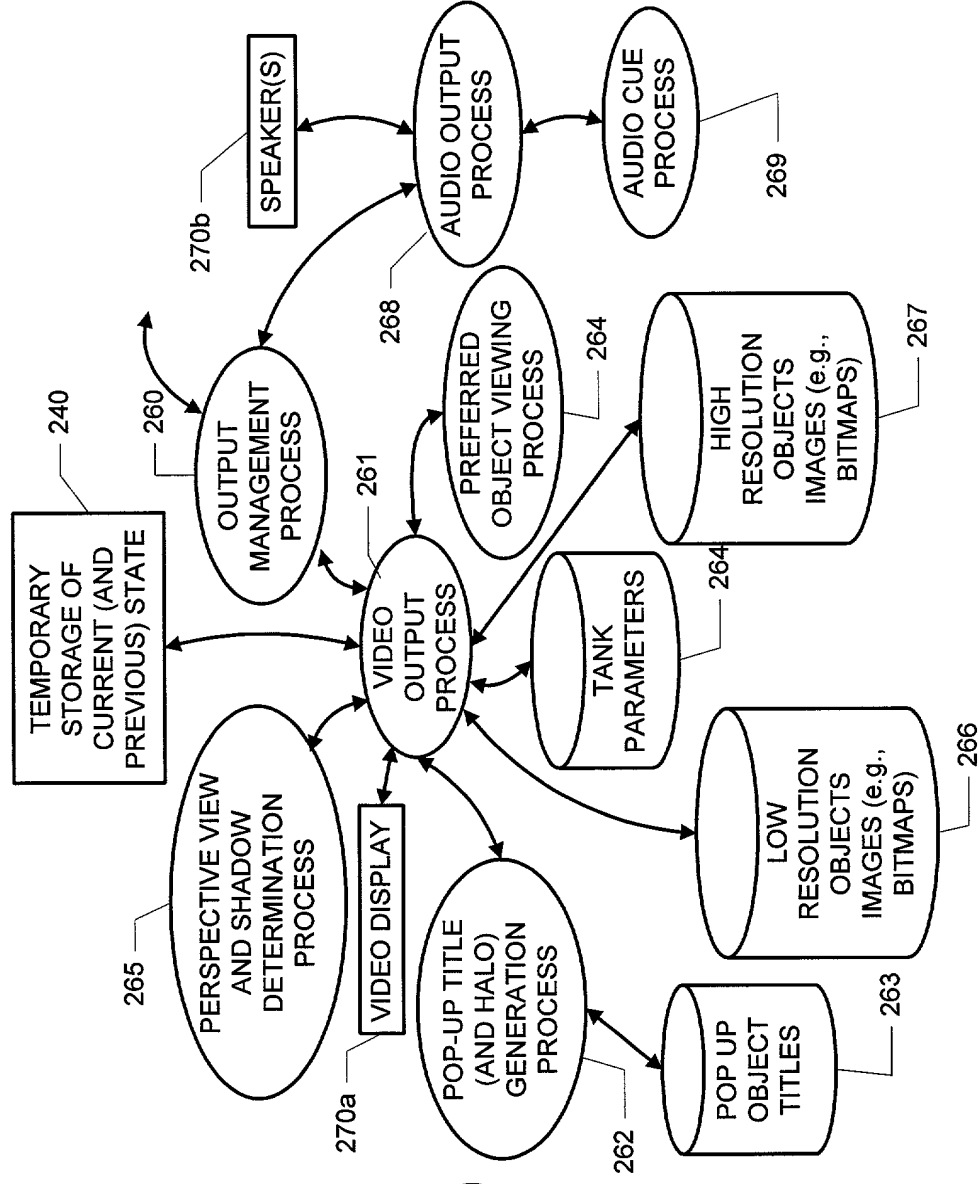 TEMPORARY
STORAGE OF
CURRENT (AND
PREVIOUS) STATE
240
265
PERSPECTIVE VIEW
AND SHADOW
DETERMINATION
PROCESS
260
OUTPUT
MANAGEMENT
PROCESS
270b
SPEAKER(S)
270a
VIDEO DISPLAY
VIDEO
OUTPUT
PROCESS
261
268
AUDIO OUTPUT
PROCESS
POP-UP TITLE
(AND HALO)
GENERATION
PROCESS
262
PREFERRED
OBJECT VIEWING
PROCESS
264
AUDIO CUE
PROCESS
269
TANK
PARAMETERS
264
POP UP
OBJECT
TITLES
263
LOW
RESOLUTION
OBJECTS
IMAGES (e.g.,
BITMAPS)
266
HIGH
RESOLUTION
OBJECTS
IMAGES (e.g.,
BITMAPS)
267